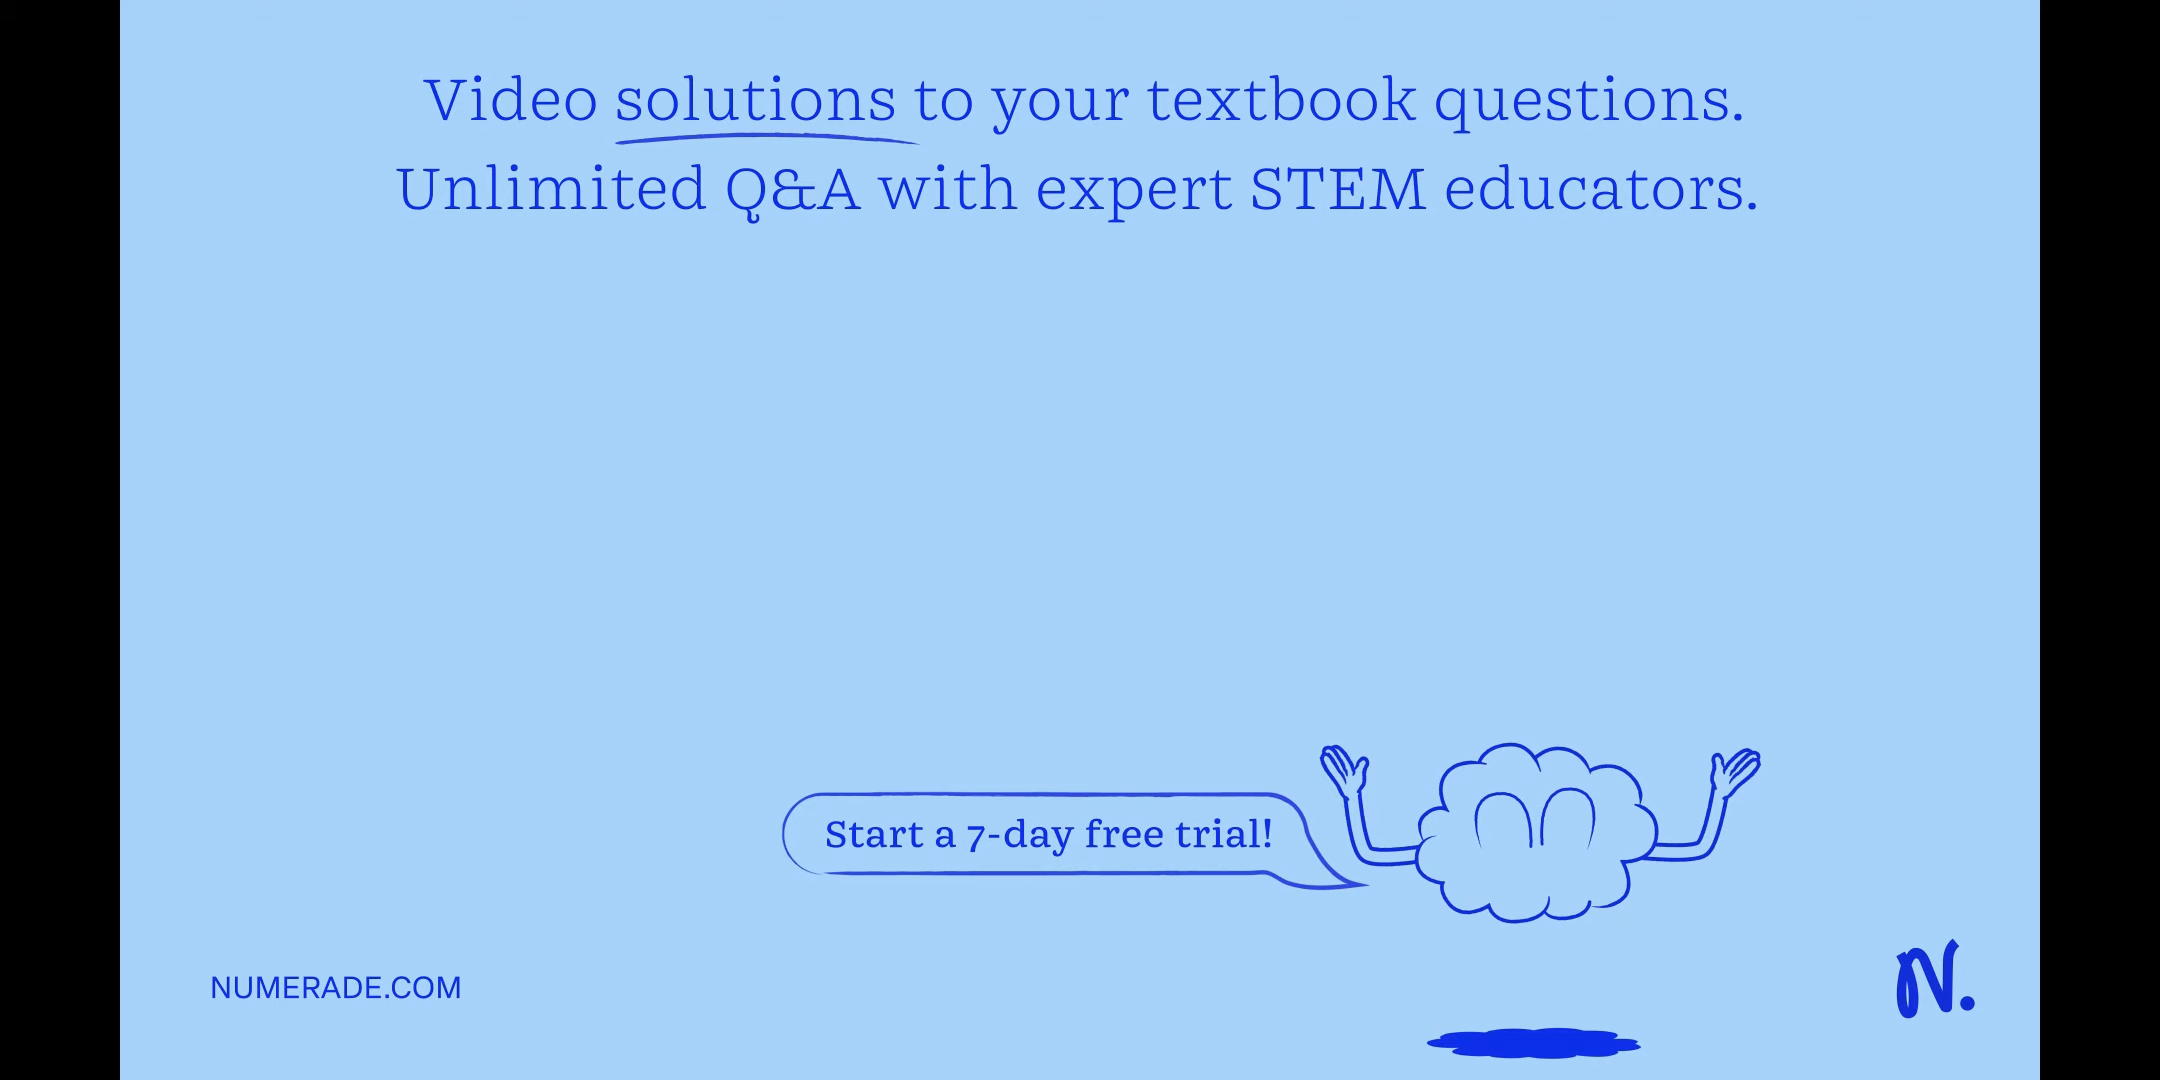 Video solutions to your textbook questions.
Unlimited Q&A with expert STEM educators.
Start a 7-day free trial!
NUMERADE.COM
N.